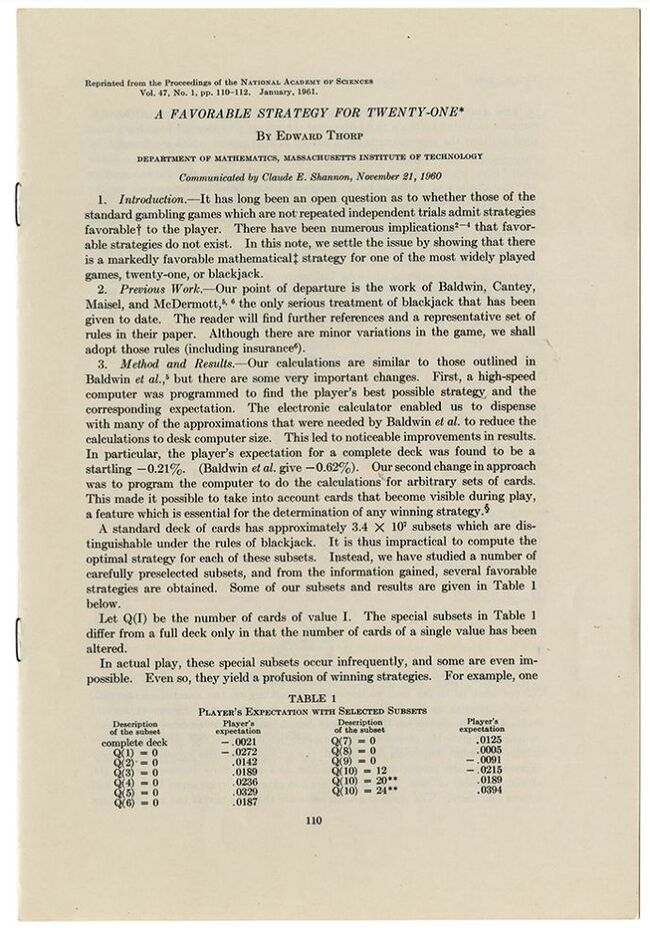 Reprinted from the Proceedings of the NATIONAL ACADEMY OF SCIENCES
Vol. 47, No. 1, pp. 110–112. January, 1961.
A FAVORABLE STRATEGY FOR TWENTY-ONE*
BY EDWARD THORP
DEPARTMENT OF MATHEMATICS, MASSACHUSETTS INSTITUTE OF TECHNOLOGY
Communicated by Claude E. Shannon, November 21, 1960
1. Introduction.—It has long been an open question as to whether those of the
standard gambling games which are not repeated independent trials admit strategies
favorable† to the player. There have been numerous implications²⁻⁴ that favor-
able strategies do not exist. In this note, we settle the issue by showing that there
is a markedly favorable mathematical‡ strategy for one of the most widely played
games, twenty-one, or blackjack.
2. Previous Work.—Our point of departure is the work of Baldwin, Cantey,
Maisel, and McDermott,⁵, ⁶ the only serious treatment of blackjack that has been
given to date. The reader will find further references and a representative set of
rules in their paper. Although there are minor variations in the game, we shall
adopt those rules (including insurance⁶).
3. Method and Results.—Our calculations are similar to those outlined in
Baldwin et al.,⁵ but there are some very important changes. First, a high-speed
computer was programmed to find the player's best possible strategy and the
corresponding expectation. The electronic calculator enabled us to dispense
with many of the approximations that were needed by Baldwin et al. to reduce the
calculations to desk computer size. This led to noticeable improvements in results.
In particular, the player's expectation for a complete deck was found to be a
startling −0.21%. (Baldwin et al. give −0.62%). Our second change in approach
was to program the computer to do the calculations for arbitrary sets of cards.
This made it possible to take into account cards that become visible during play,
a feature which is essential for the determination of any winning strategy.§
A standard deck of cards has approximately 3.4 × 10⁷ subsets which are dis-
tinguishable under the rules of blackjack. It is thus impractical to compute the
optimal strategy for each of these subsets. Instead, we have studied a number of
carefully preselected subsets, and from the information gained, several favorable
strategies are obtained. Some of our subsets and results are given in Table 1
below.
Let Q(I) be the number of cards of value I. The special subsets in Table 1
differ from a full deck only in that the number of cards of a single value has been
altered.
In actual play, these special subsets occur infrequently, and some are even im-
possible. Even so, they yield a profusion of winning strategies. For example, one
TABLE 1
PLAYER'S EXPECTATION WITH SELECTED SUBSETS
Description Player's Description Player's
of the subset expectation of the subset expectation
complete deck −.0021 Q(7) = 0 .0125
Q(1) = 0 −.0272 Q(8) = 0 .0005
Q(2) = 0 .0142 Q(9) = 0 −.0091
Q(3) = 0 .0189 Q(10) = 12 −.0215
Q(4) = 0 .0236 Q(10) = 20** .0189
Q(5) = 0 .0329 Q(10) = 24** .0394
Q(6) = 0 .0187
110